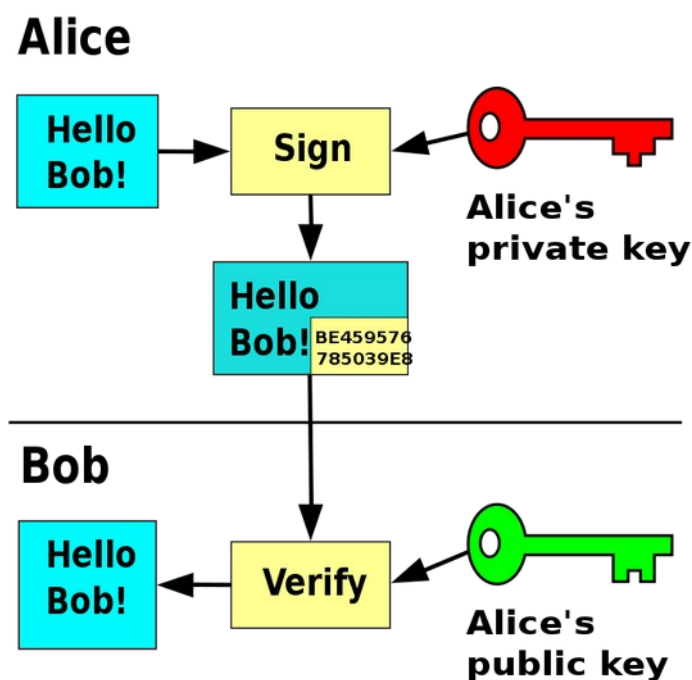 Alice
Hello
Bob!
Sign
Alice's
private key
Hello
Bob!
BE459576
785039E8
Bob
Hello
Bob!
Verify
Alice's
public key